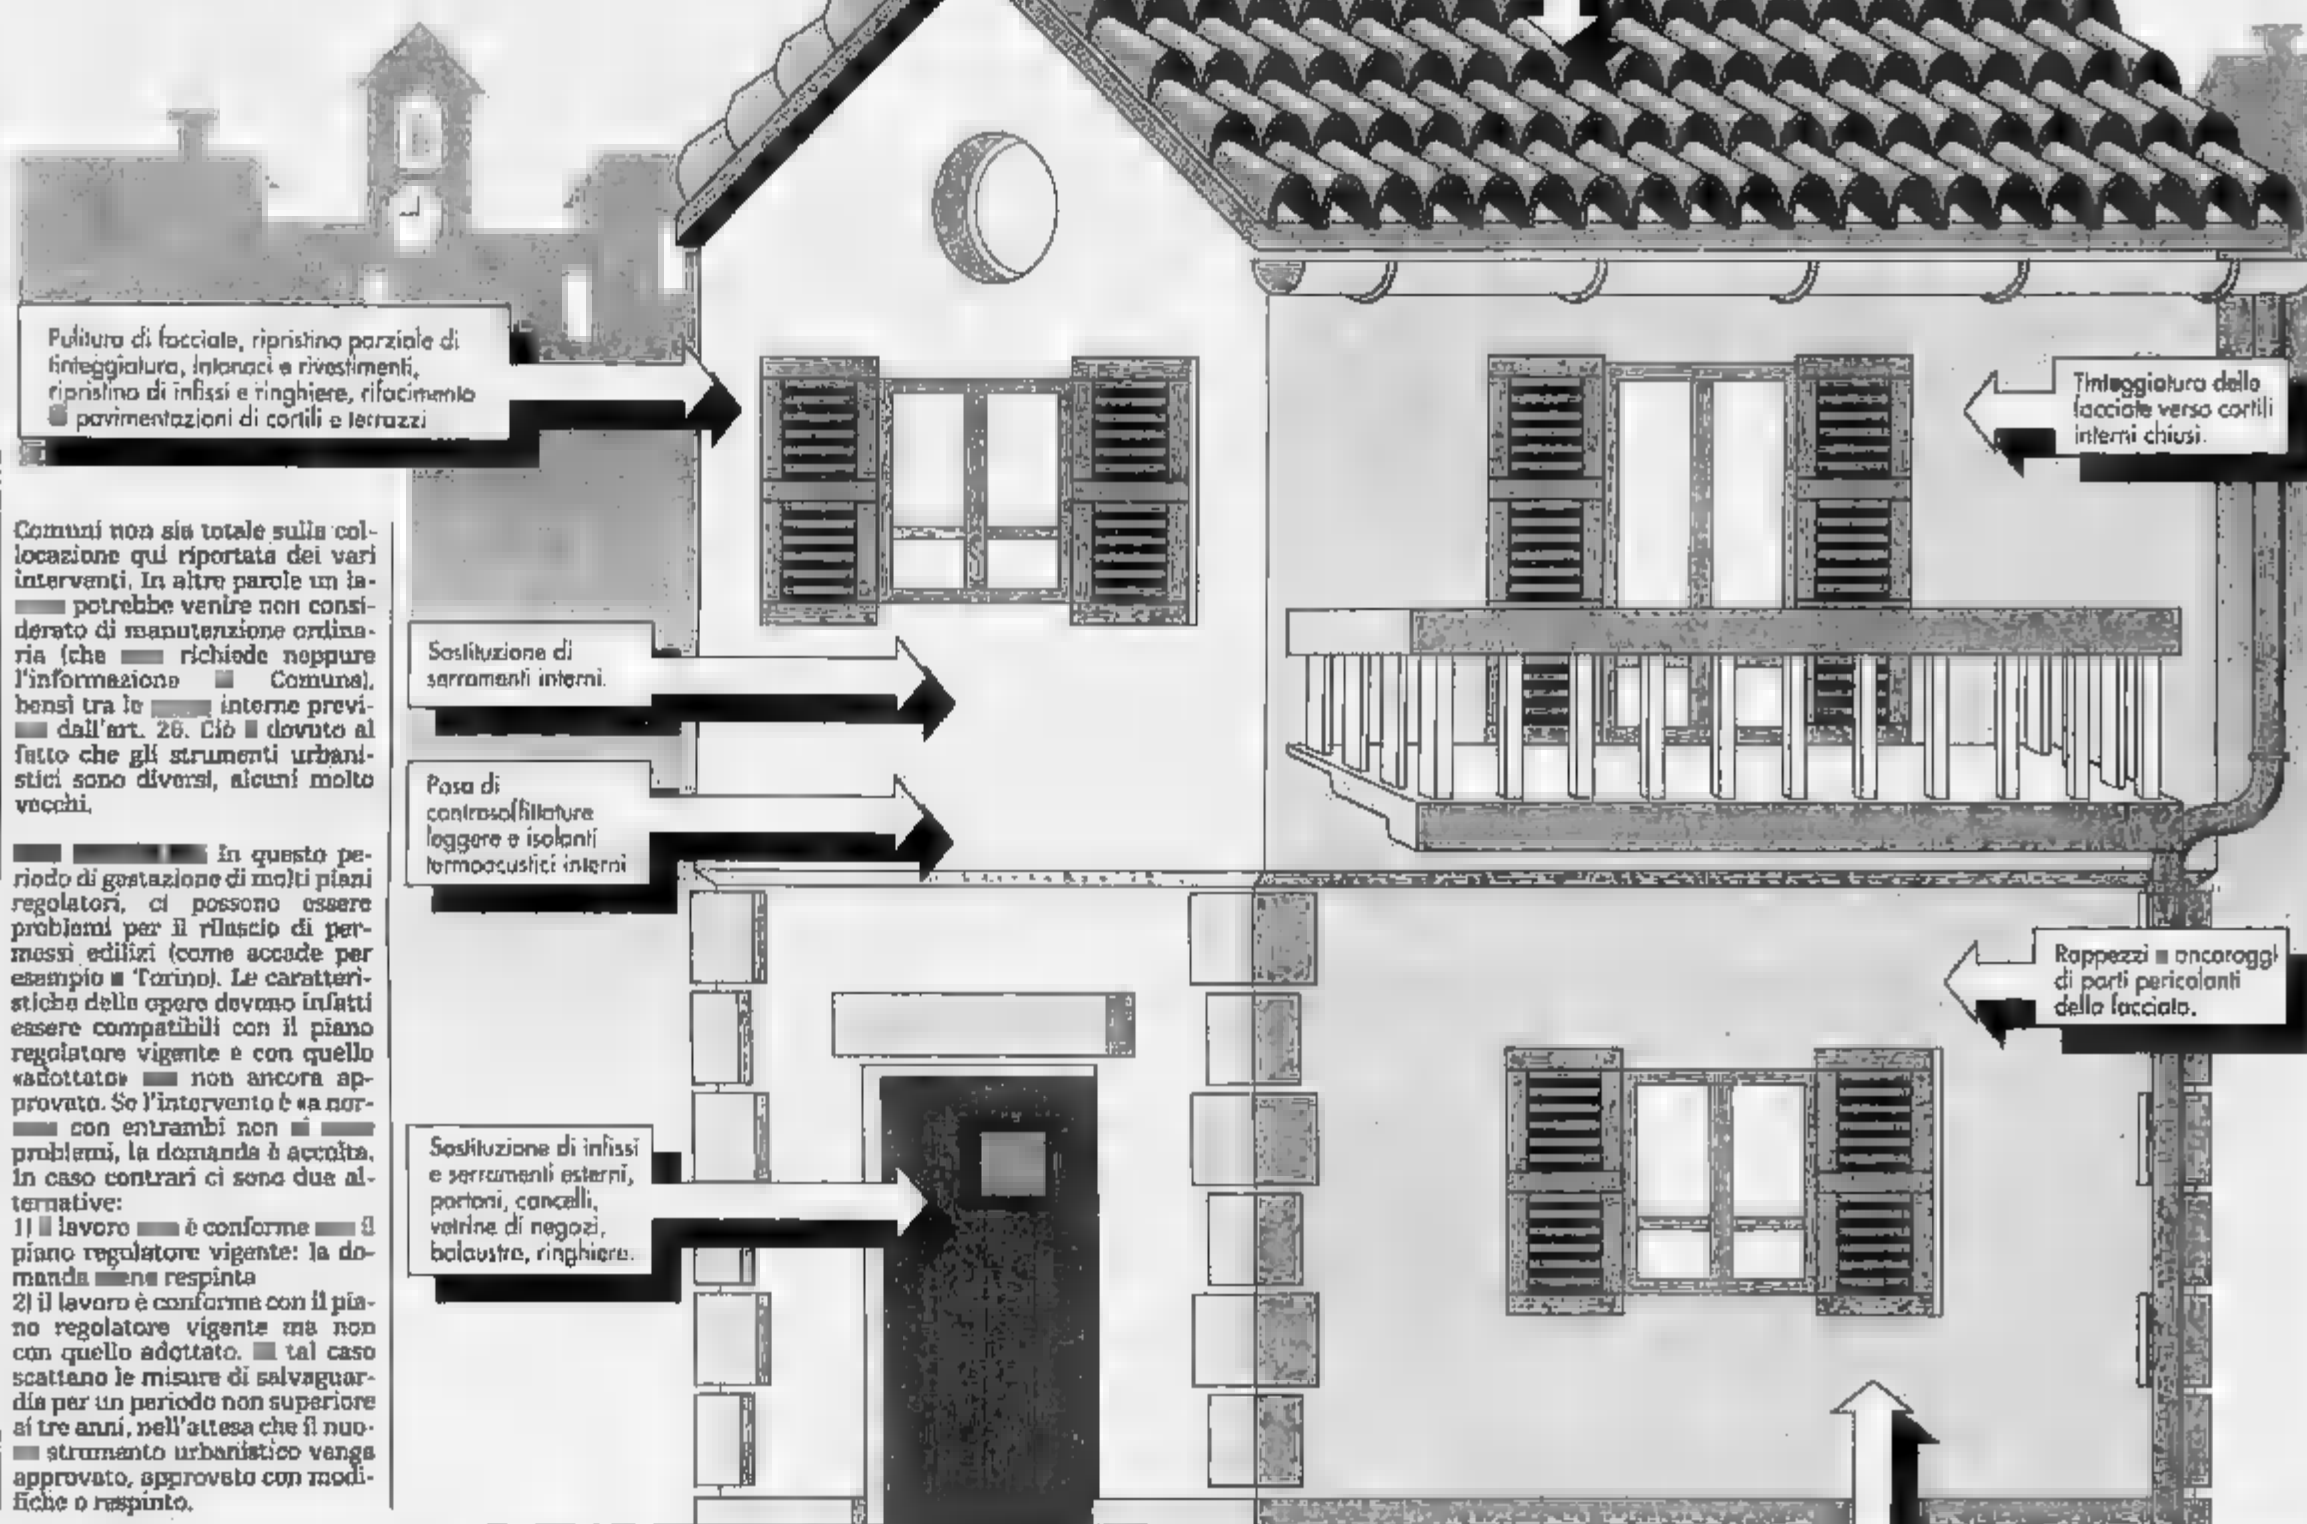 Pulitura di facciate, ripristino parziale di
tinteggiatura, intonaci e rivestimenti,
ripristino di infissi e ringhiere, rifacimento
pavimentazioni di cortili e terrazzi
Tinteggiatura delle
facciate verso cortili
interni chiusi.
Comuni non sia totale sulla col-
locazione qui riportata dei vari
interventi. In altre parole un la-
potrebbe venire non consi-
derato di manutenzione ordina-
ria (che richiede neppure
l'informazione Comune),
bensì tra le interne previ-
dall'art. 26. Ciò dovuto al
fatto che gli strumenti urbani-
stici sono diversi, alcuni molto
vecchi.
In questo pe-
riodo di gestazione di molti piani
regolatori, ci possono essere
problemi per il rilascio di per-
messi edilizi (come accade per
esempio Torino). Le caratteri-
stiche delle opere devono infatti
essere compatibili con il piano
regolatore vigente e con quello
«adottato» non ancora ap-
provato. Se l'intervento è «a nor-
con entrambi non
problemi, la domanda è accolta.
In caso contrari ci sono due al-
ternative:
1) lavoro è conforme il
piano regolatore vigente: la do-
manda respinta
2) il lavoro è conforme con il pia-
no regolatore vigente ma non
con quello adottato. tal caso
scattano le misure di salvaguar-
dia per un periodo non superiore
ai tre anni, nell'attesa che il nuo-
strumento urbanistico venga
approvato, approvato con modi-
fiche o respinto.
Sostituzione di
serramenti interni.
Posa di
controsoffittature
leggere e isolanti
termoacustici interni
Rappezzi ancoraggi
di parti pericolanti
della facciata.
Sostituzione di infissi
e serramenti esterni,
portoni, cancelli,
vetrine di negozi,
balaustre, ringhiere.